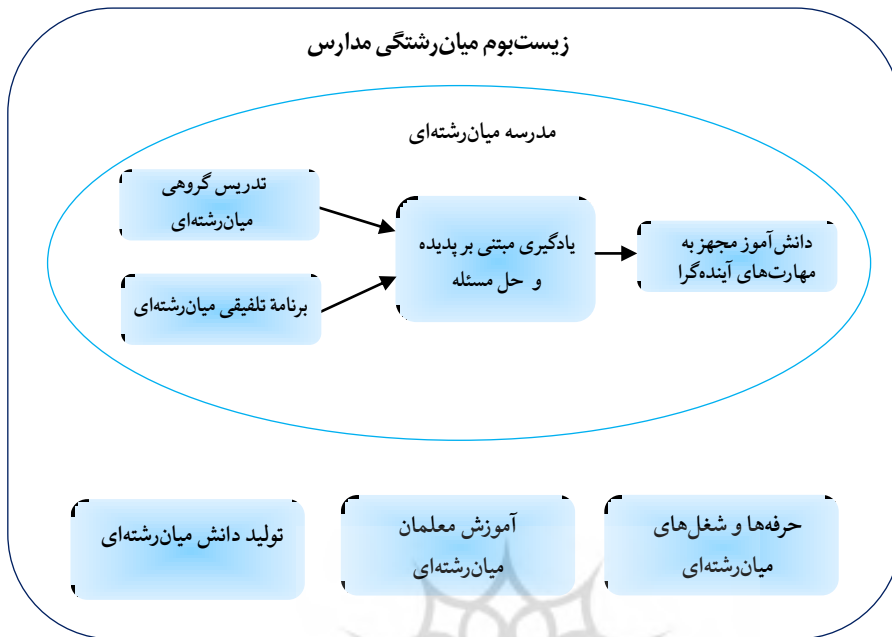 زیست‌بوم میان‌رشتگی مدارس
مدرسه میان‌رشته‌ای
تدریس گروهی
میان‌رشته‌ای
برنامهٔ تلفیقی میان‌رشته‌ای
یادگیری مبتنی بر پدیده
و حل مسئله
دانش‌آموز مجهز به
مهارت‌های آینده‌گرا
حرفه‌ها و شغل‌های
میان‌رشته‌ای
آموزش معلمان
میان‌رشته‌ای
تولید دانش میان‌رشته‌ای